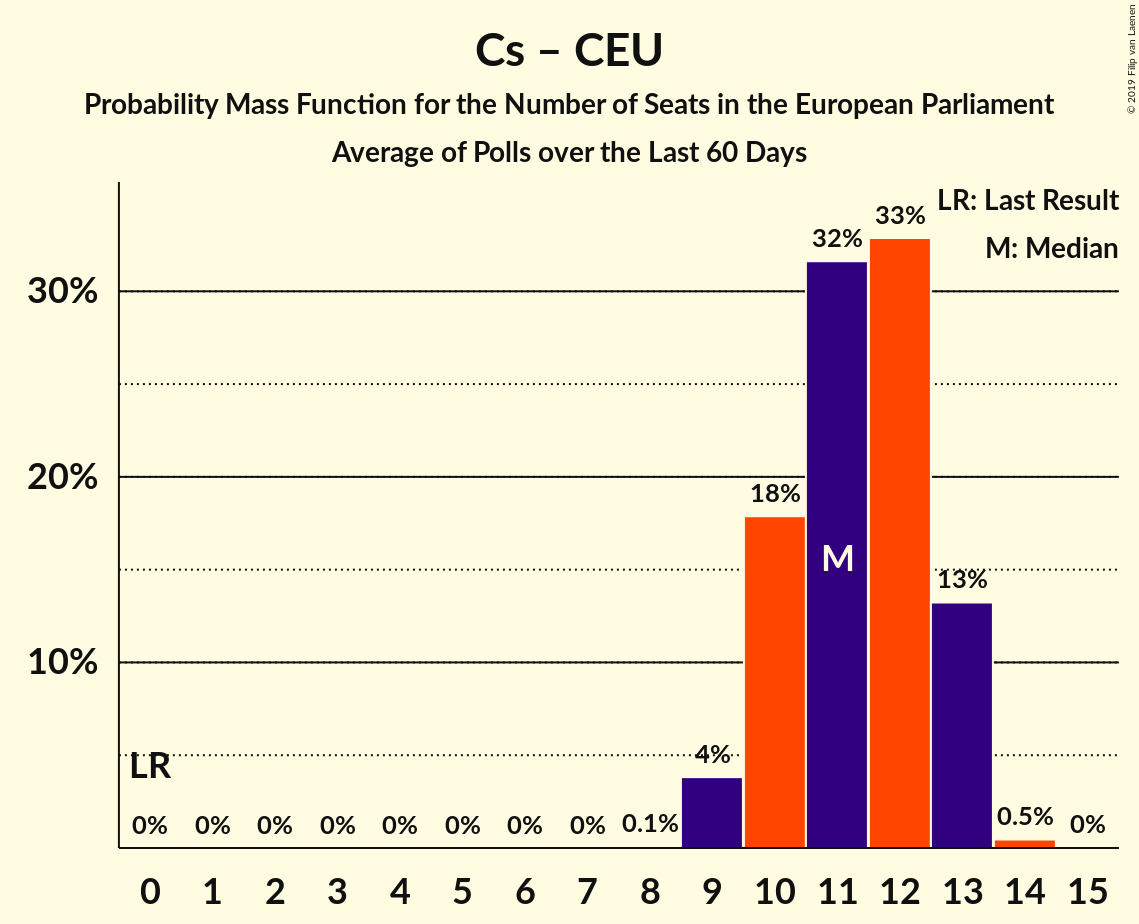 Cs – CEU
Probability Mass Function for the Number of Seats in the European Parliament
Average of Polls over the Last 60 Days
© 2019 Filip van Laenen
LR: Last Result
M: Median
30%
20%
10%
LR
0% 0% 0% 0% 0% 0% 0% 0% 0.1% 4% 18% 32% 33% 13% 0.5% 0%
M
0 1 2 3 4 5 6 7 8 9 10 11 12 13 14 15